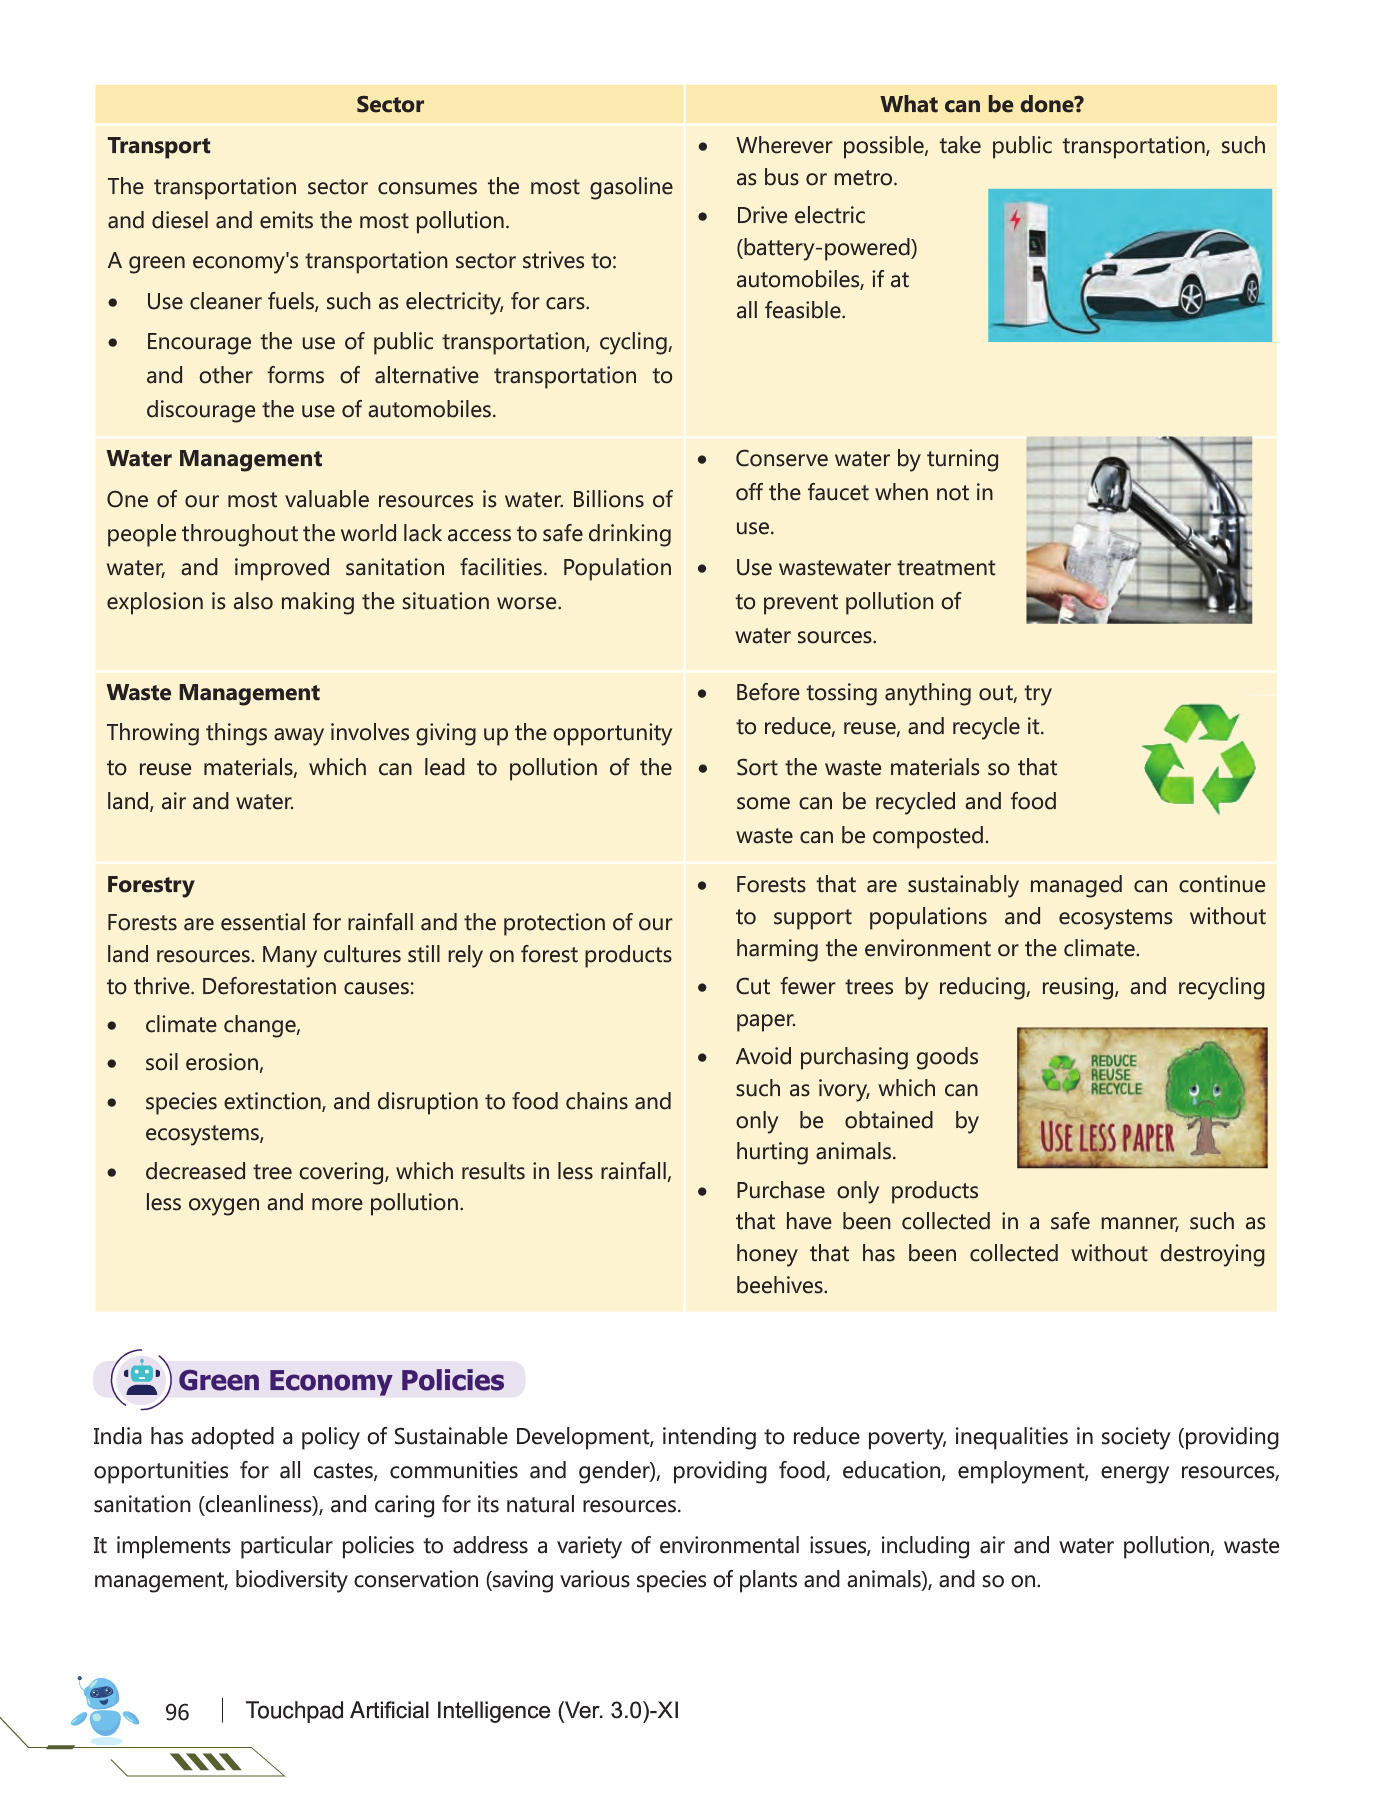 Sector
What can be done?
Transport
The transportation sector consumes the most gasoline
and diesel and emits the most pollution.
A green economy's transportation sector strives to:
• Use cleaner fuels, such as electricity, for cars.
• Encourage the use of public transportation, cycling,
and other forms of alternative transportation to
discourage the use of automobiles.
• Wherever possible, take public transportation, such
as bus or metro.
• Drive electric
(battery-powered)
automobiles, if at
all feasible.
Water Management
One of our most valuable resources is water. Billions of
people throughout the world lack access to safe drinking
water, and improved sanitation facilities. Population
explosion is also making the situation worse.
• Conserve water by turning
off the faucet when not in
use.
• Use wastewater treatment
to prevent pollution of
water sources.
Waste Management
Throwing things away involves giving up the opportunity
to reuse materials, which can lead to pollution of the
land, air and water.
• Before tossing anything out, try
to reduce, reuse, and recycle it.
• Sort the waste materials so that
some can be recycled and food
waste can be composted.
Forestry
Forests are essential for rainfall and the protection of our
land resources. Many cultures still rely on forest products
to thrive. Deforestation causes:
• climate change,
• soil erosion,
• species extinction, and disruption to food chains and
ecosystems,
• decreased tree covering, which results in less rainfall,
less oxygen and more pollution.
• Forests that are sustainably managed can continue
to support populations and ecosystems without
harming the environment or the climate.
• Cut fewer trees by reducing, reusing, and recycling
paper.
• Avoid purchasing goods
such as ivory, which can
only be obtained by
hurting animals.
• Purchase only products
that have been collected in a safe manner, such as
honey that has been collected without destroying
beehives.
REDUCE
REUSE
RECYCLE
USE LESS PAPER
Green Economy Policies
India has adopted a policy of Sustainable Development, intending to reduce poverty, inequalities in society (providing
opportunities for all castes, communities and gender), providing food, education, employment, energy resources,
sanitation (cleanliness), and caring for its natural resources.
It implements particular policies to address a variety of environmental issues, including air and water pollution, waste
management, biodiversity conservation (saving various species of plants and animals), and so on.
96
Touchpad Artificial Intelligence (Ver. 3.0)-XI